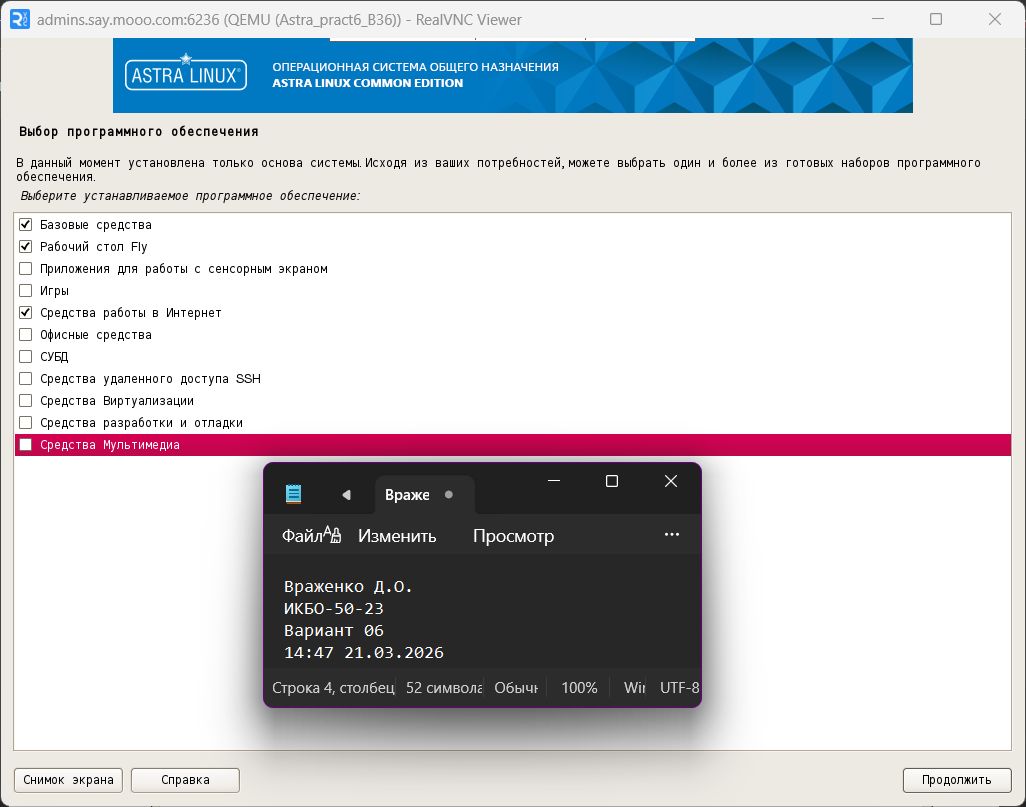 admins.say.mooo.com:6236 (QEMU (Astra_pract6_B36)) - RealVNC Viewer
ASTRA LINUX
ОПЕРАЦИОННАЯ СИСТЕМА ОБЩЕГО НАЗНАЧЕНИЯ
ASTRA LINUX COMMON EDITION
Выбор программного обеспечения
В данный момент установлена только основа системы. Исходя из ваших потребностей, можете выбрать один и более из готовых наборов программного
обеспечения.
Выберите устанавливаемое программное обеспечение:
Базовые средства
Рабочий стол Fly
Приложения для работы с сенсорным экраном
Игры
Средства работы в Интернет
Офисные средства
СУБД
Средства удаленного доступа SSH
Средства Виртуализации
Средства разработки и отладки
Средства Мультимедиа
Враже
Файл Изменить Просмотр ...
Враженко Д.О.
ИКБО-50-23
Вариант 06
14:47 21.03.2026
Строка 4, столбец 52 символа Обычн 100% Win UTF-8
Снимок экрана Справка Продолжить